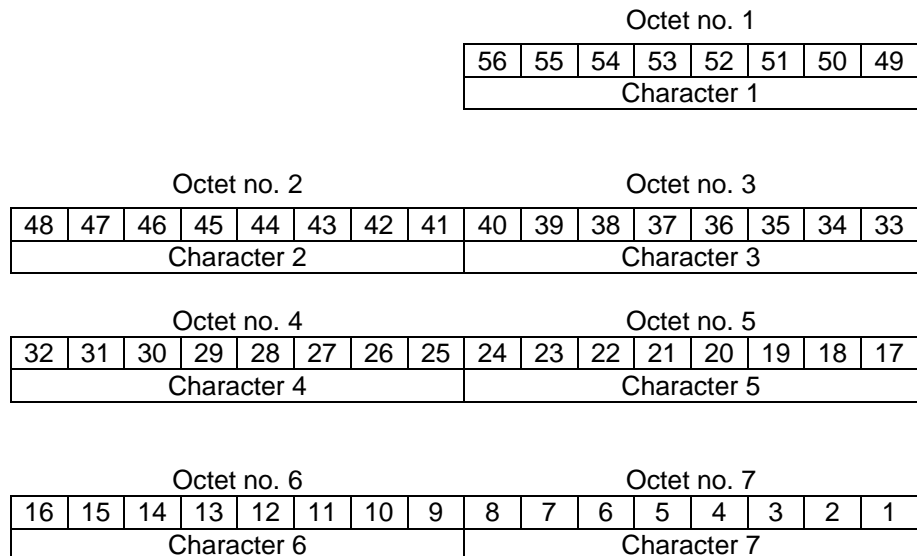 Octet no. 1
56 55 54 53 52 51 50 49
Character 1
Octet no. 2 Octet no. 3
48 47 46 45 44 43 42 41 40 39 38 37 36 35 34 33
Character 2 Character 3
Octet no. 4 Octet no. 5
32 31 30 29 28 27 26 25 24 23 22 21 20 19 18 17
Character 4 Character 5
Octet no. 6 Octet no. 7
16 15 14 13 12 11 10 9 8 7 6 5 4 3 2 1
Character 6 Character 7